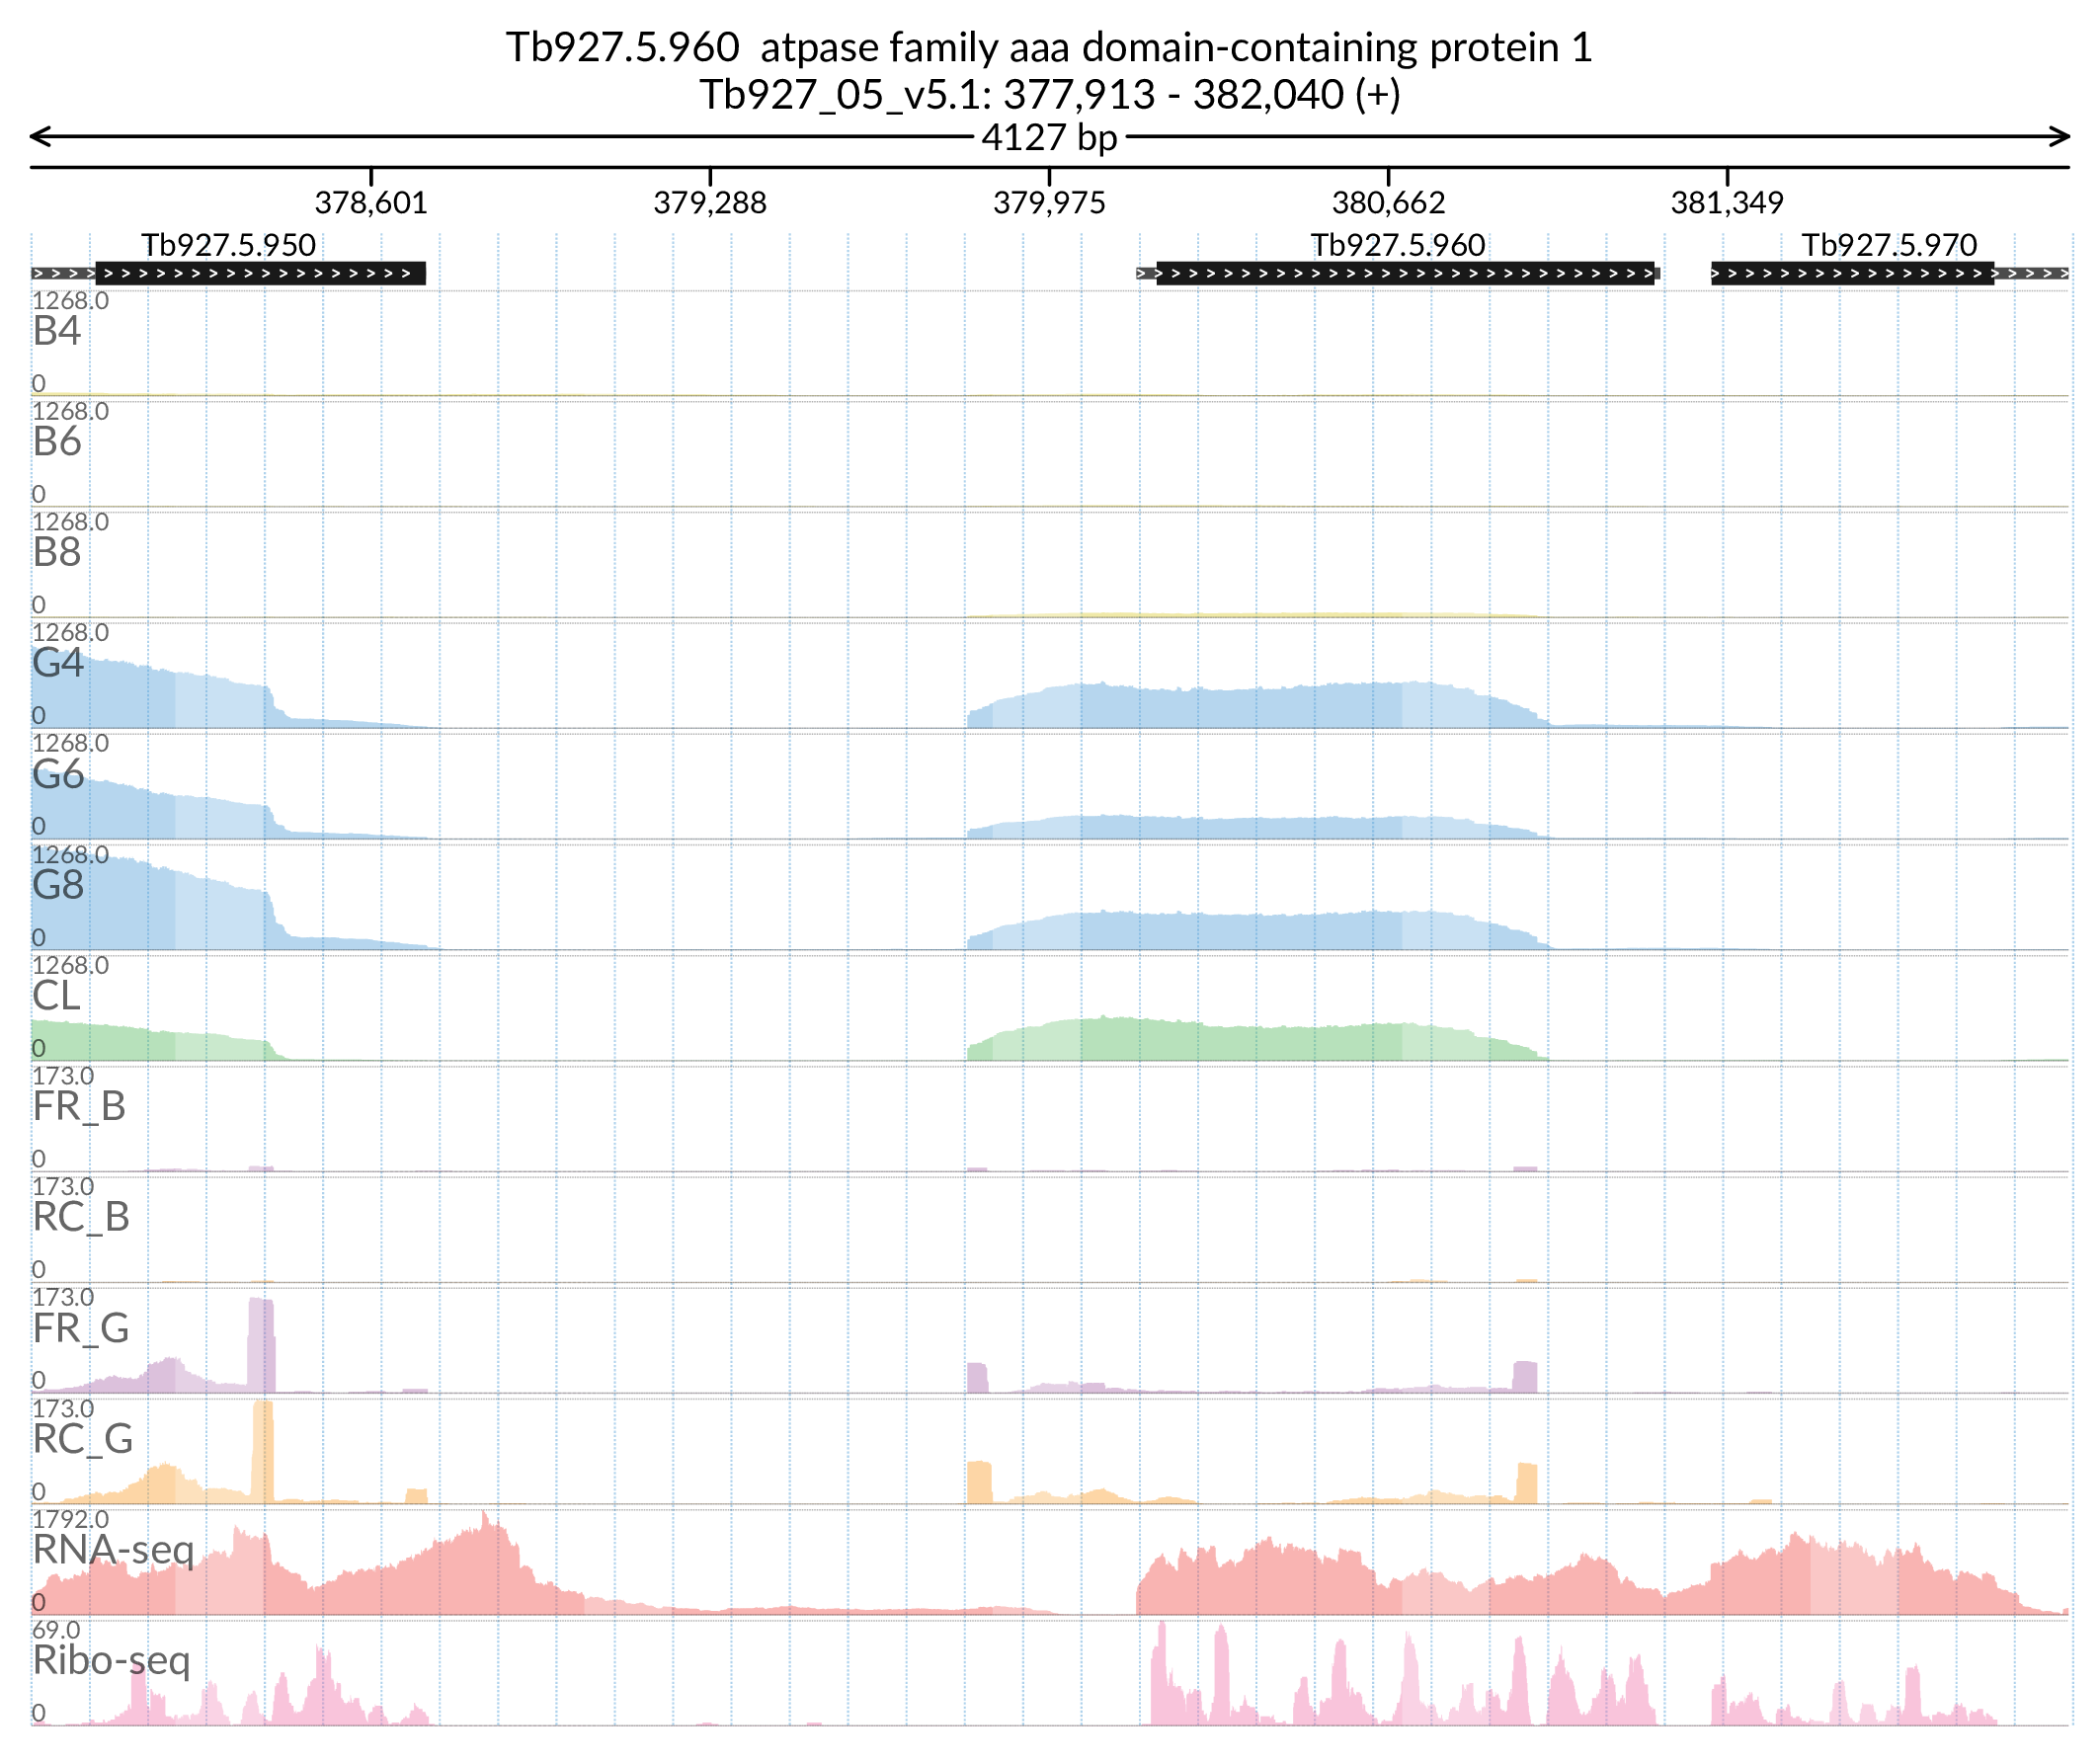 Tb927.5.960 atpase family aaa domain-containing protein 1
Tb927_05_v5.1: 377,913 - 382,040 (+)
4127 bp
378,601 379,288 379,975 380,662 381,349
Tb927.5.950 Tb927.5.960 Tb927.5.970
1268.0
B4
0
1268.0
B6
0
1268.0
B8
0
1268.0
G4
0
1268.0
G6
0
1268.0
G8
0
1268.0
CL
0
173.0
FR_B
0
173.0
RC_B
0
173.0
FR_G
0
173.0
RC_G
0
1792.0
RNA-seq
0
69.0
Ribo-seq
0